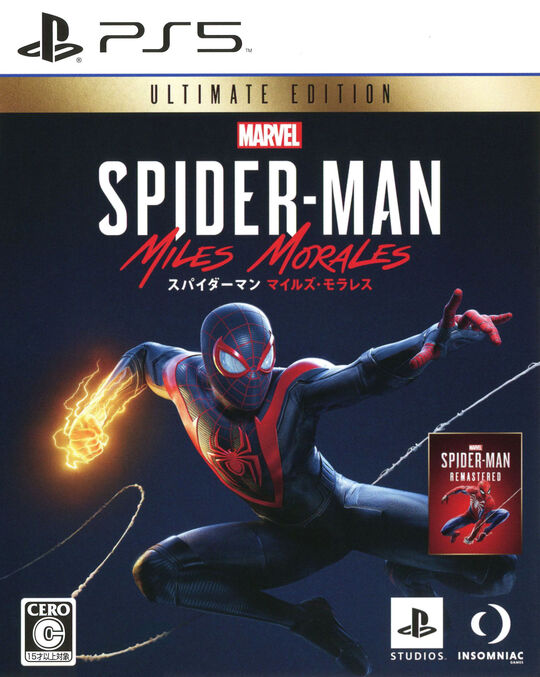 PS5
ULTIMATE EDITION
MARVEL
SPIDER-MAN
MILES MORALES
スパイダーマン マイルズ・モラレス
MARVEL
SPIDER-MAN
REMASTERED
CERO
C
15才以上対象
STUDIOS
INSOMNIAC
GAMES